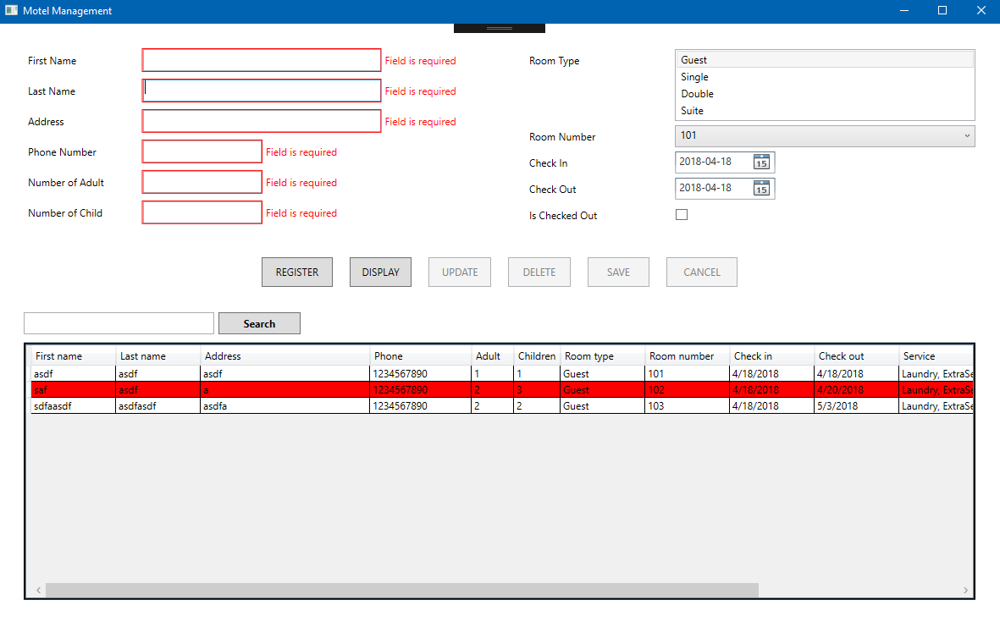 Motel Management
First Name Field is required
Last Name Field is required
Address Field is required
Phone Number Field is required
Number of Adult Field is required
Number of Child Field is required
Room Type Guest
Single
Double
Suite
Room Number 101
Check In 2018-04-18 15
Check Out 2018-04-18 15
Is Checked Out
REGISTER DISPLAY UPDATE DELETE SAVE CANCEL
Search
First name Last name Address Phone Adult Children Room type Room number Check in Check out Service
asdf asdf asdf 1234567890 1 1 Guest 101 4/18/2018 4/18/2018 Laundry, ExtraSe
saf asdf a 1234567890 2 3 Guest 102 4/18/2018 4/20/2018 Laundry, ExtraSe
sdfaasdf asdfasdf asdfa 1234567890 2 2 Guest 103 4/18/2018 5/3/2018 Laundry, ExtraSe